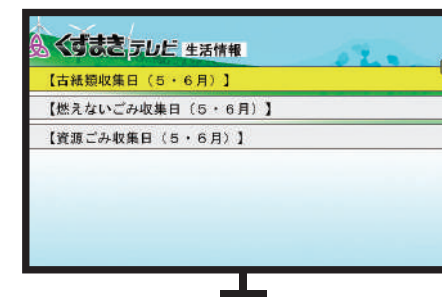 くずまきテレビ 生活情報
【古紙類収集日（５・６月）】
【燃えないごみ収集日（５・６月）】
【資源ごみ収集日（５・６月）】